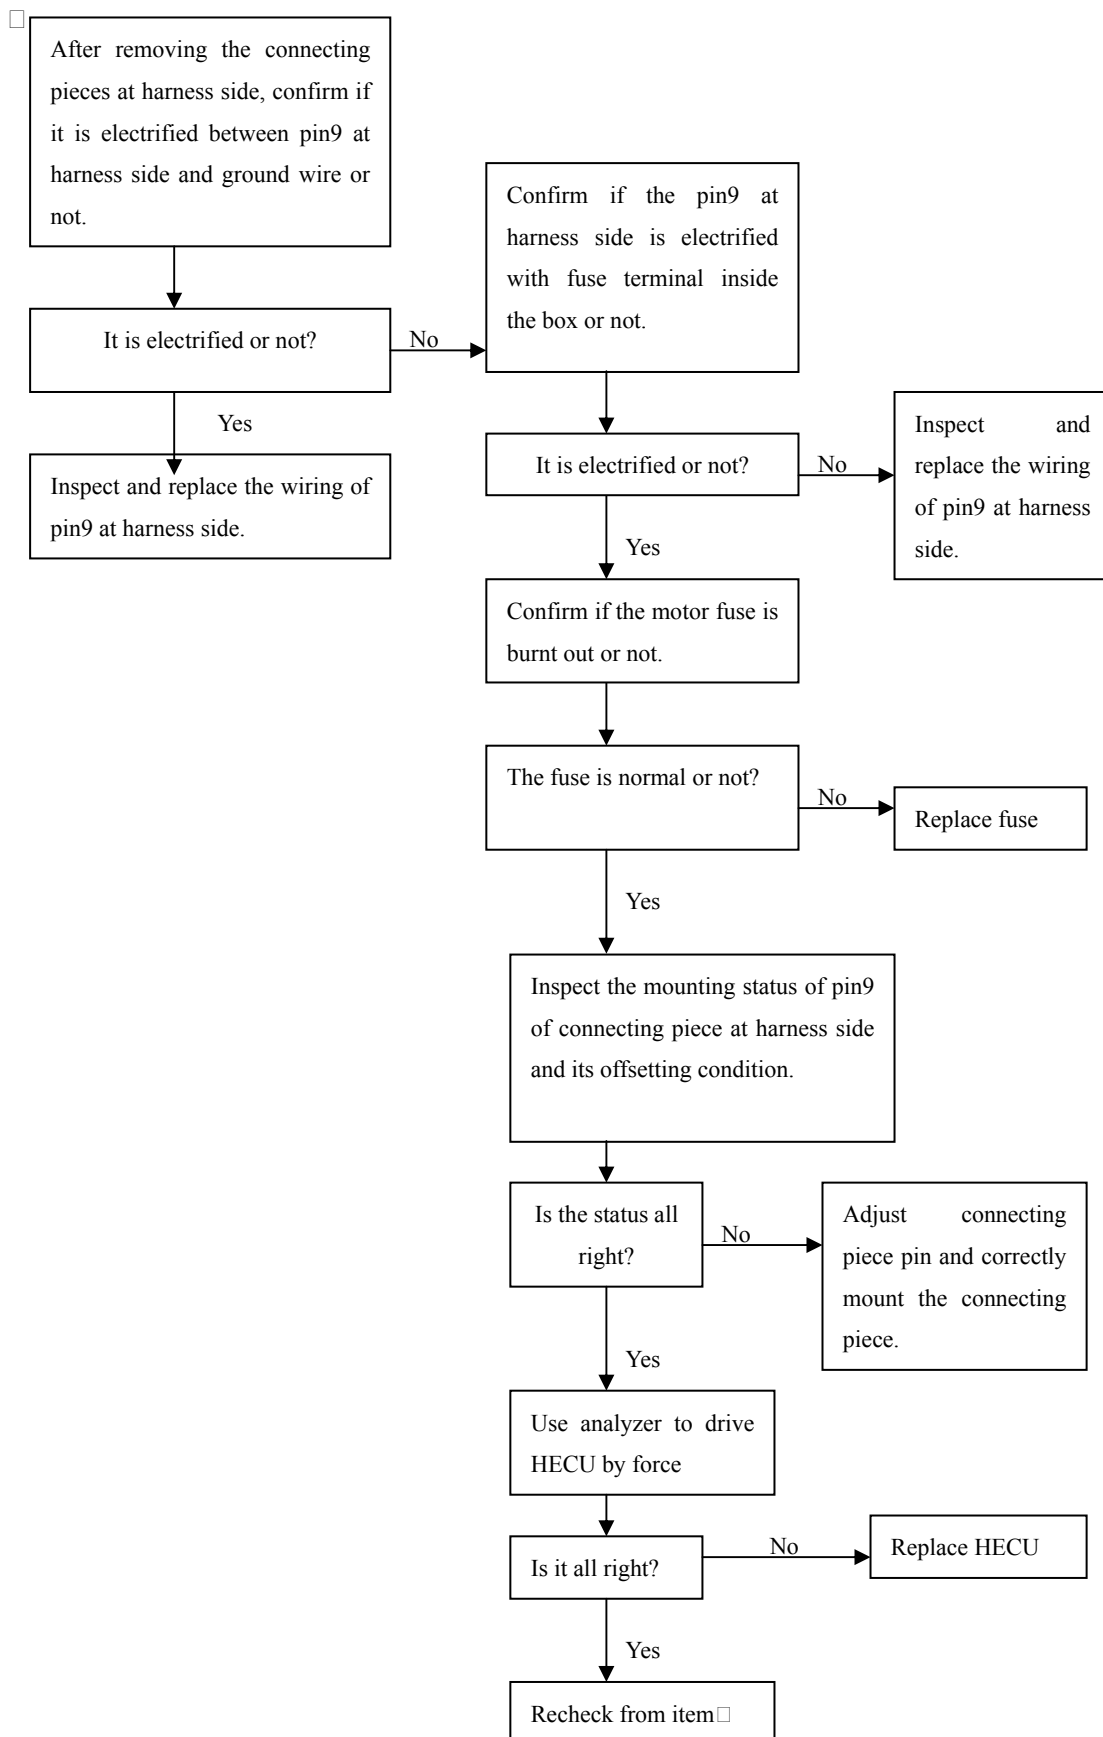 After removing the connecting
pieces at harness side, confirm if
it is electrified between pin9 at
harness side and ground wire or
not.
Confirm if the pin9 at
harness side is electrified
with fuse terminal inside
the box or not.
It is electrified or not?
No
Yes
Inspect and replace the wiring of
pin9 at harness side.
It is electrified or not?
No
Inspect and
replace the wiring
of pin9 at harness
side.
Yes
Confirm if the motor fuse is
burnt out or not.
The fuse is normal or not?
No
Replace fuse
Yes
Inspect the mounting status of pin9
of connecting piece at harness side
and its offsetting condition.
Is the status all
right?
No
Adjust connecting
piece pin and correctly
mount the connecting
piece.
Yes
Use analyzer to drive
HECU by force
Is it all right?
No
Replace HECU
Yes
Recheck from item